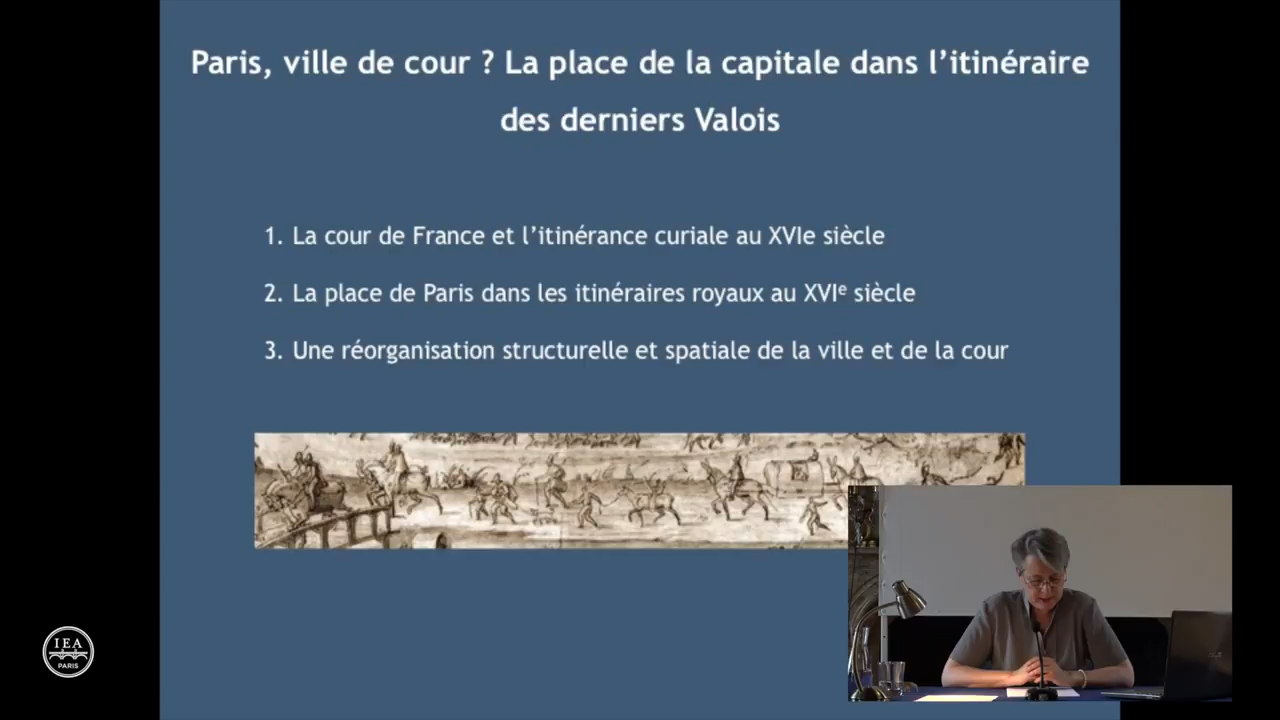 Paris, ville de cour ? La place de la capitale dans l’itinéraire
des derniers Valois
1. La cour de France et l’itinérance curiale au XVIe siècle
2. La place de Paris dans les itinéraires royaux au XVIᵉ siècle
3. Une réorganisation structurelle et spatiale de la ville et de la cour
IEA
PARIS